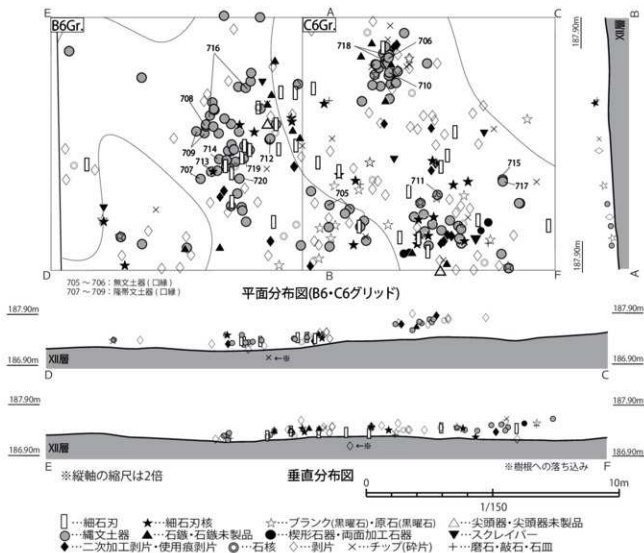 E
B6Gr.
A
C6Gr.
C
B
716
718
706
710
708
709
714
713
707
712
719
720
705
711
715
717
187.90m
187.90m
XII層
A
D
B
F
705～706：無文土器(口縁)
707～709：隆帯文土器(口縁)
平面分布図(B6・C6グリッド)
187.90m
187.90m
186.90m
XII層
←※
186.90m
D
C
187.90m
187.90m
186.90m
XII層
←※
186.90m
E
F
※縦軸の縮尺は2倍
垂直分布図
※樹根への落ち込み
0
10m
1/150
…細石刃
…細石刃核
…ブランク(黒曜石)・原石(黒曜石)
…尖頭器・尖頭器未製品
…縄文土器
…石鏃・石鏃未製品
…楔形石器・両面加工石器
…スクレイパー
…二次加工剥片・使用痕剥片
…石核
…剥片
…チップ(砕片)
…磨石・敲石・石皿